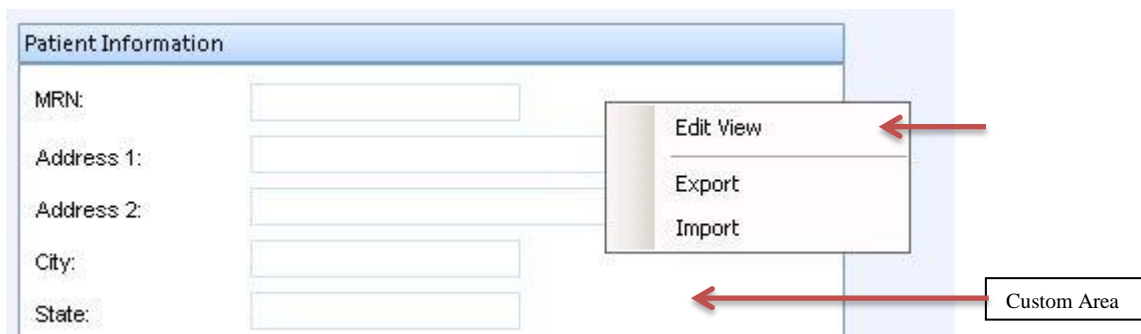 Patient Information
MRN:
Edit View
Address 1:
Export
Address 2:
Import
City:
Custom Area
State: